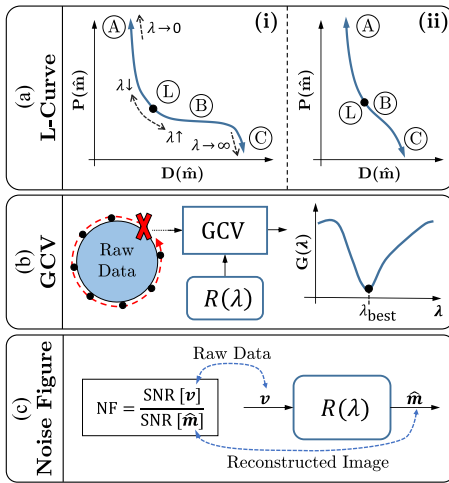 (a)
L-Curve
(i)
P(m̂)
A
λ→0
λ↓
L
λ↑
B
λ→∞
C
D(m̂)
(ii)
P(m̂)
A
L
B
C
D(m̂)
(b)
GCV
Raw
Data
GCV
R(λ)
G(λ)
λbest
λ
(c)
Noise Figure
Raw Data
NF = SNR [v] / SNR [m̂]
v
R(λ)
m̂
Reconstructed Image